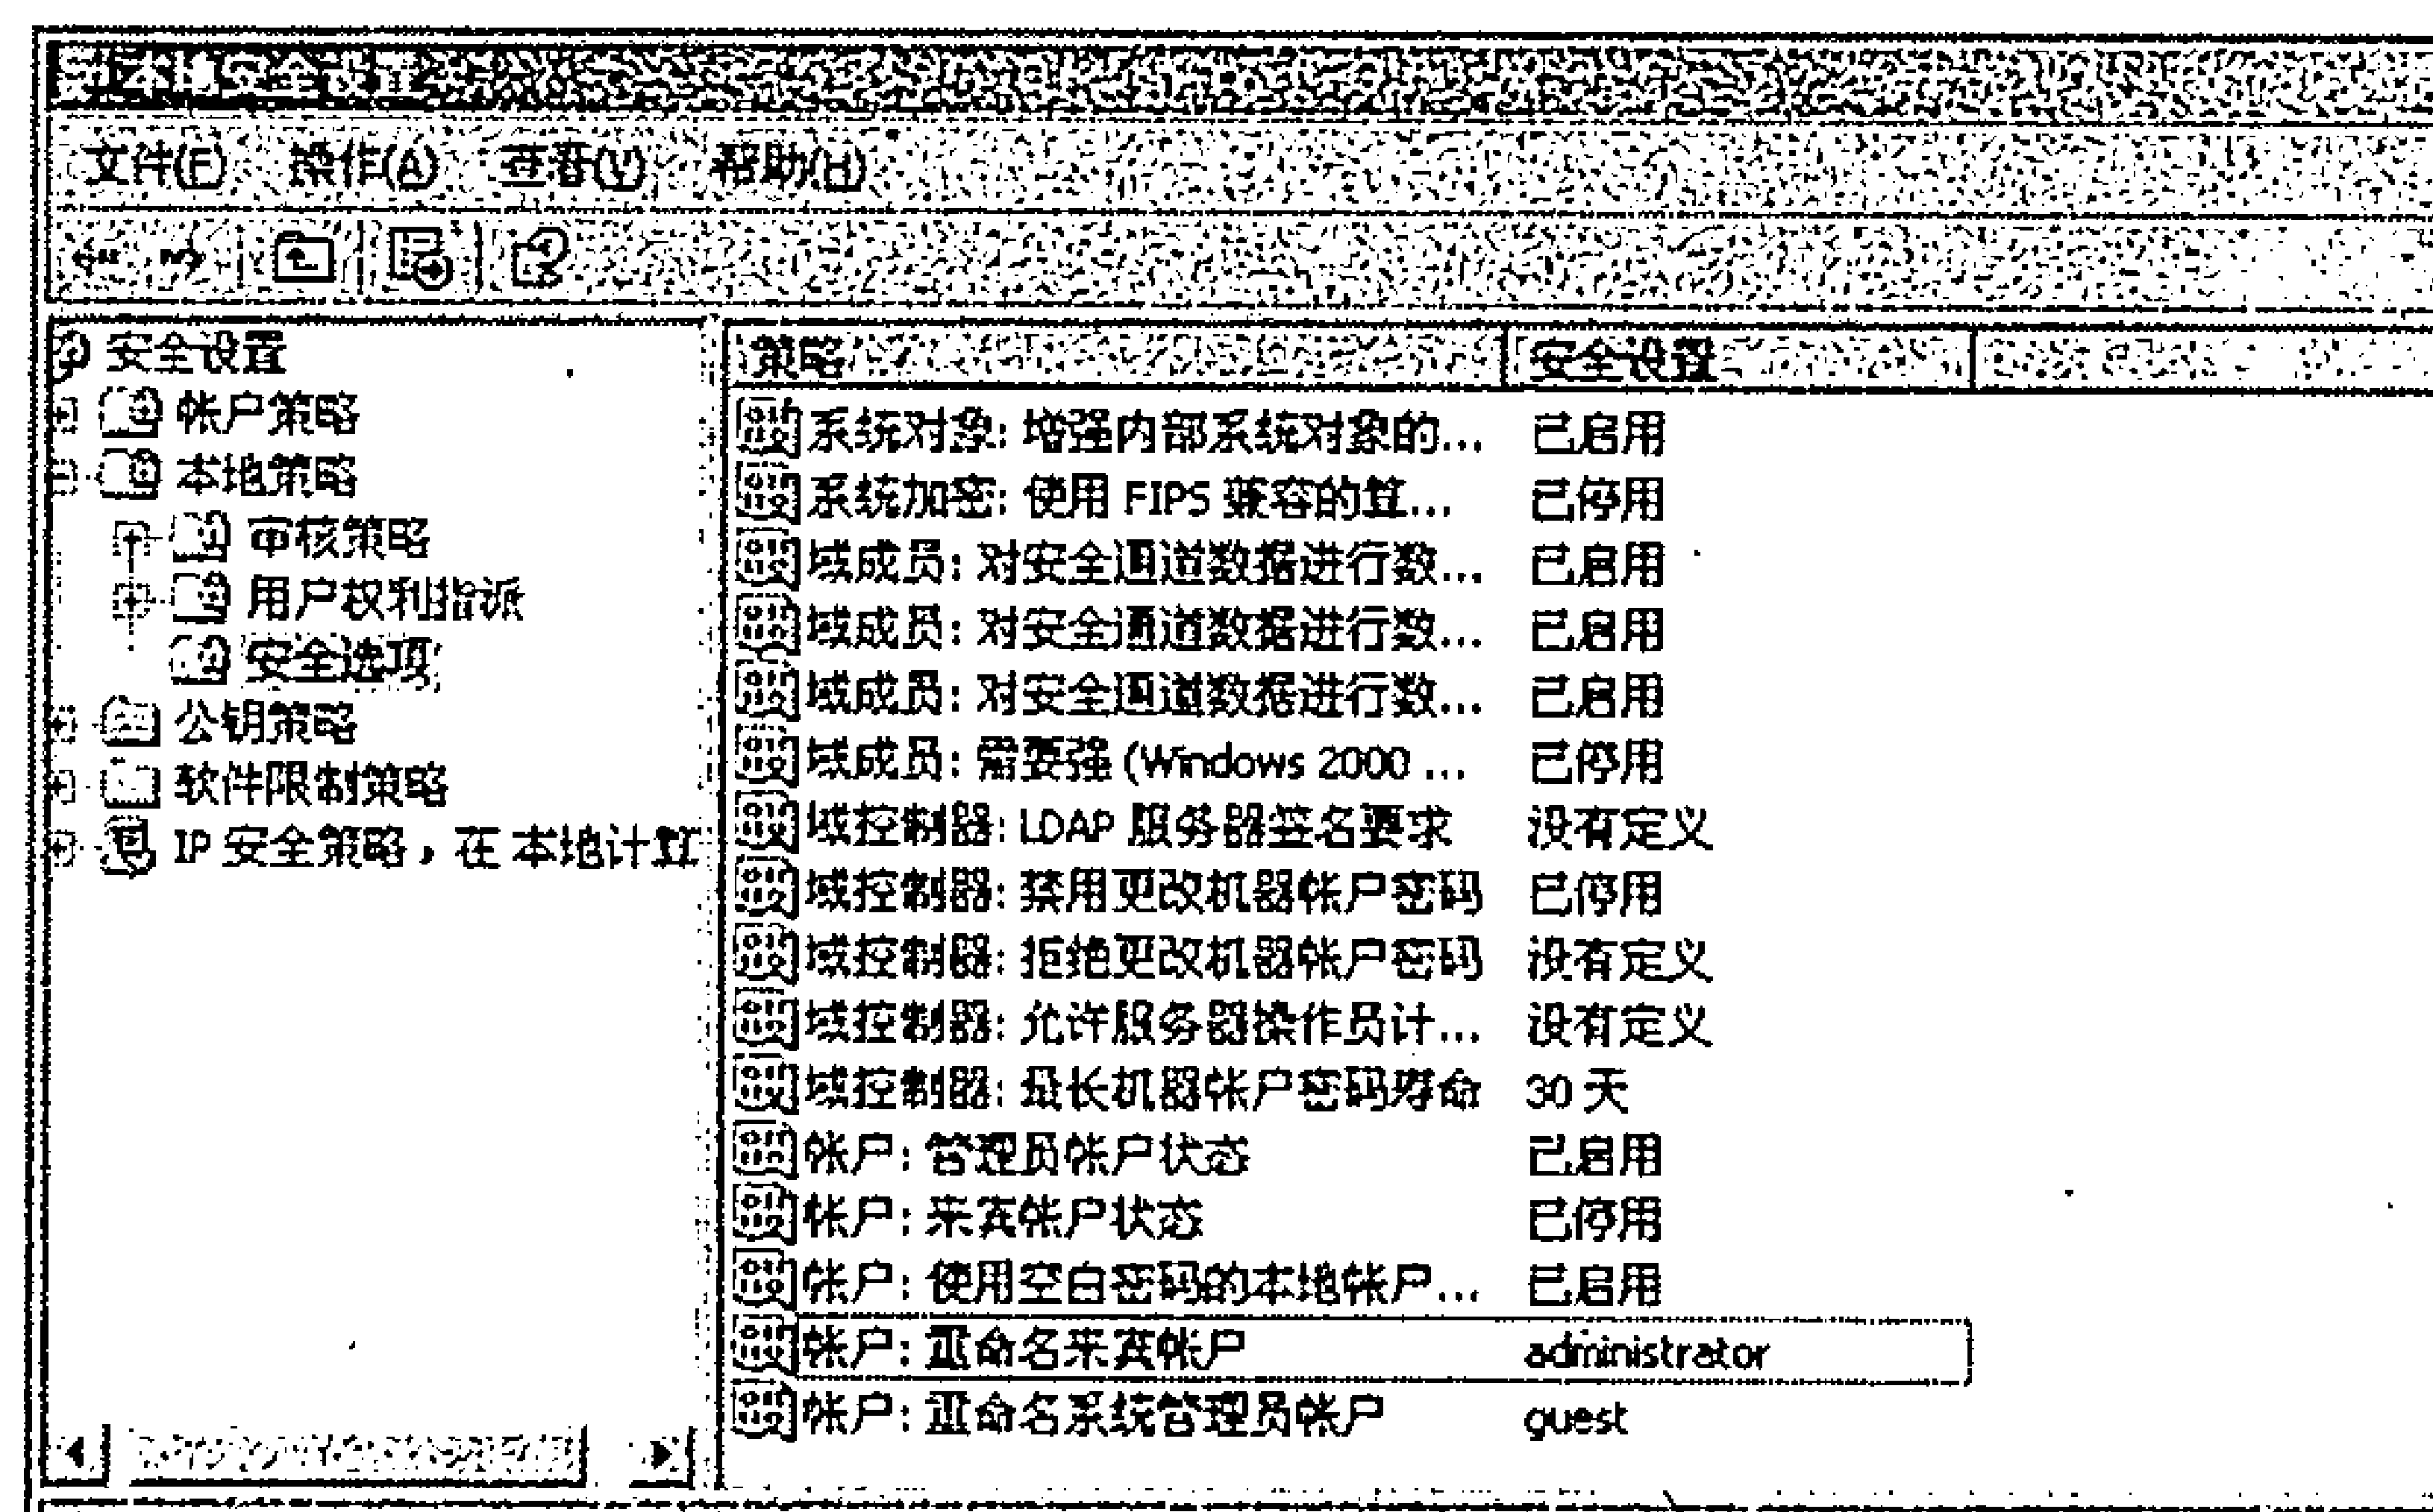 本地安全设置
文件(F) 操作(A) 查看(V) 帮助(H)
安全设置
帐户策略
本地策略
审核策略
用户权利指派
安全选项
公钥策略
软件限制策略
IP 安全策略，在 本地计算
策略 安全设置
系统对象: 增强内部系统对象的... 已启用
系统加密: 使用 FIPS 兼容的算... 已停用
域成员: 对安全通道数据进行数... 已启用
域成员: 对安全通道数据进行数... 已启用
域成员: 对安全通道数据进行数... 已启用
域成员: 需要强 (Windows 2000 ... 已停用
域控制器: LDAP 服务器签名要求 没有定义
域控制器: 禁用更改机器帐户密码 已停用
域控制器: 拒绝更改机器帐户密码 没有定义
域控制器: 允许服务器操作员计... 没有定义
域控制器: 最长机器帐户密码寿命 30 天
帐户: 管理员帐户状态 已启用
帐户: 来宾帐户状态 已停用
帐户: 使用空白密码的本地帐户... 已启用
帐户: 重命名来宾帐户 administrator
帐户: 重命名系统管理员帐户 guest